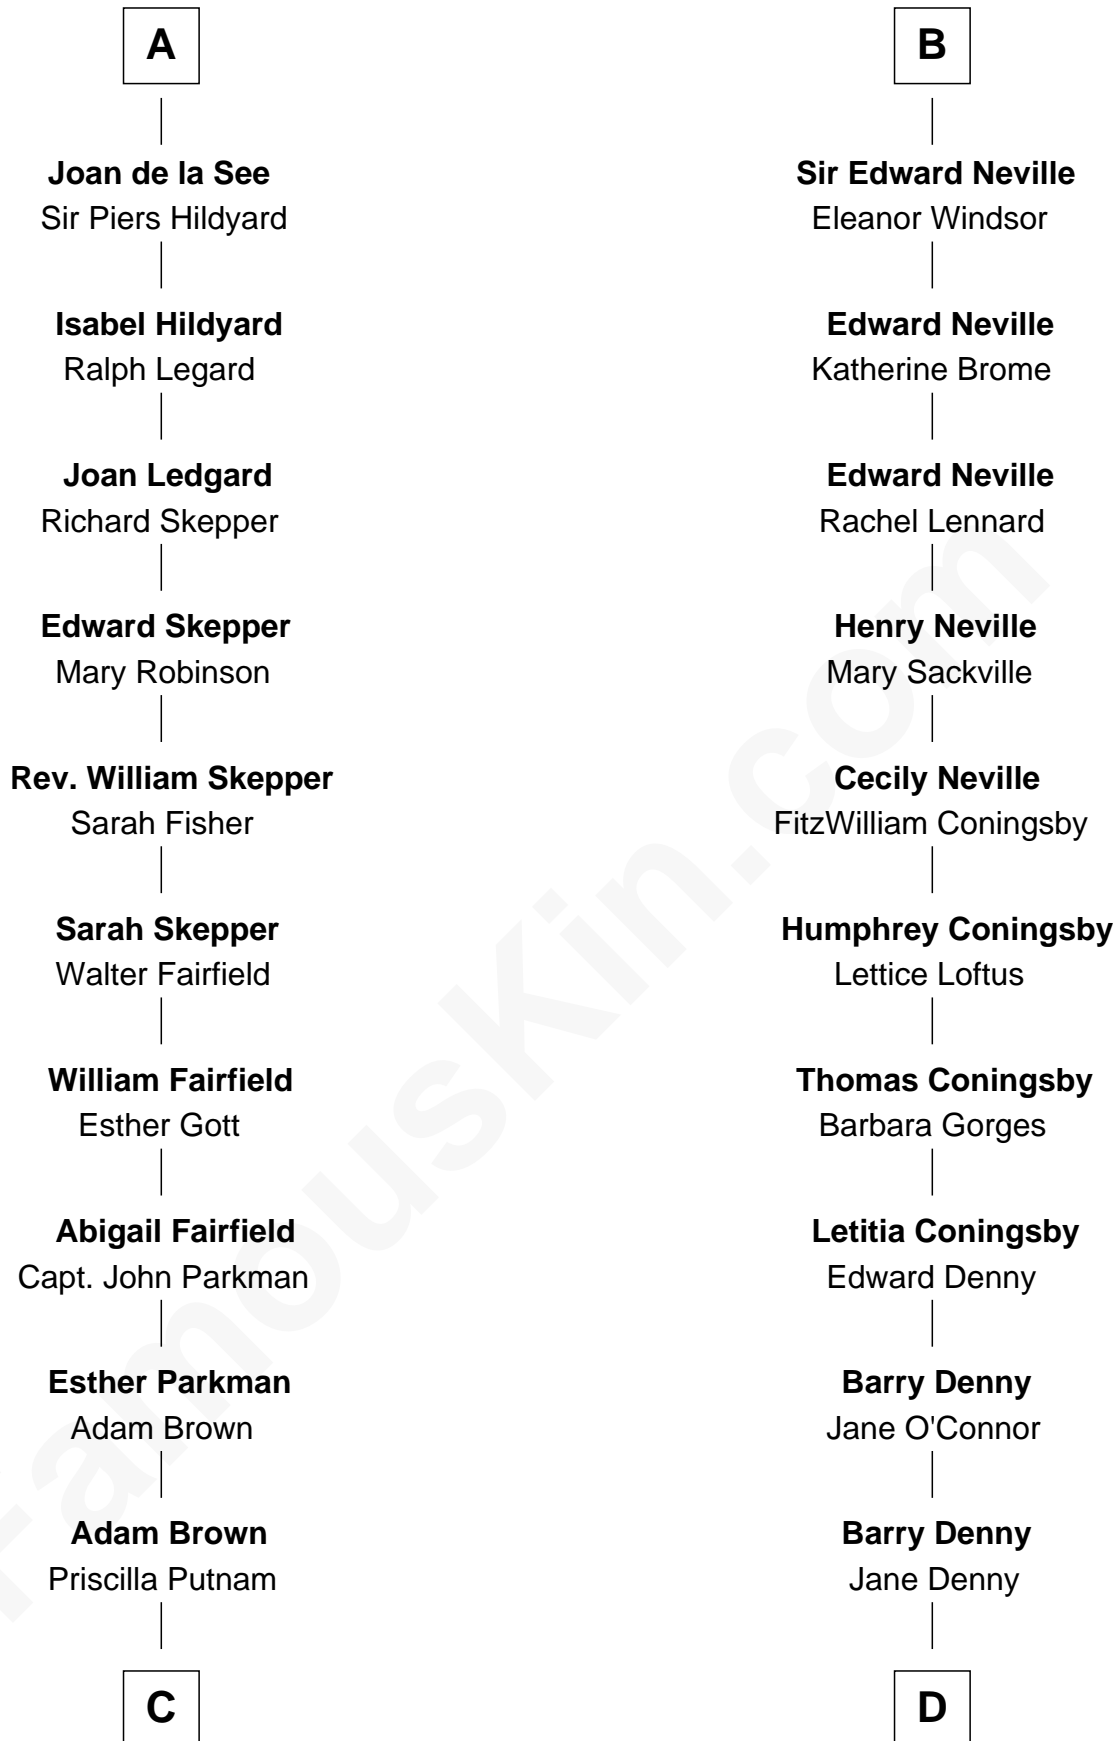 A
Joan de la See
Sir Piers Hildyard
Isabel Hildyard
Ralph Legard
Joan Ledgard
Richard Skepper
Edward Skepper
Mary Robinson
Rev. William Skepper
Sarah Fisher
Sarah Skepper
Walter Fairfield
William Fairfield
Esther Gott
Abigail Fairfield
Capt. John Parkman
Esther Parkman
Adam Brown
Adam Brown
Priscilla Putnam
C
B
Sir Edward Neville
Eleanor Windsor
Edward Neville
Katherine Brome
Edward Neville
Rachel Lennard
Henry Neville
Mary Sackville
Cecily Neville
FitzWilliam Coningsby
Humphrey Coningsby
Lettice Loftus
Thomas Coningsby
Barbara Gorges
Letitia Coningsby
Edward Denny
Barry Denny
Jane O'Connor
Barry Denny
Jane Denny
D
FamousKin.com